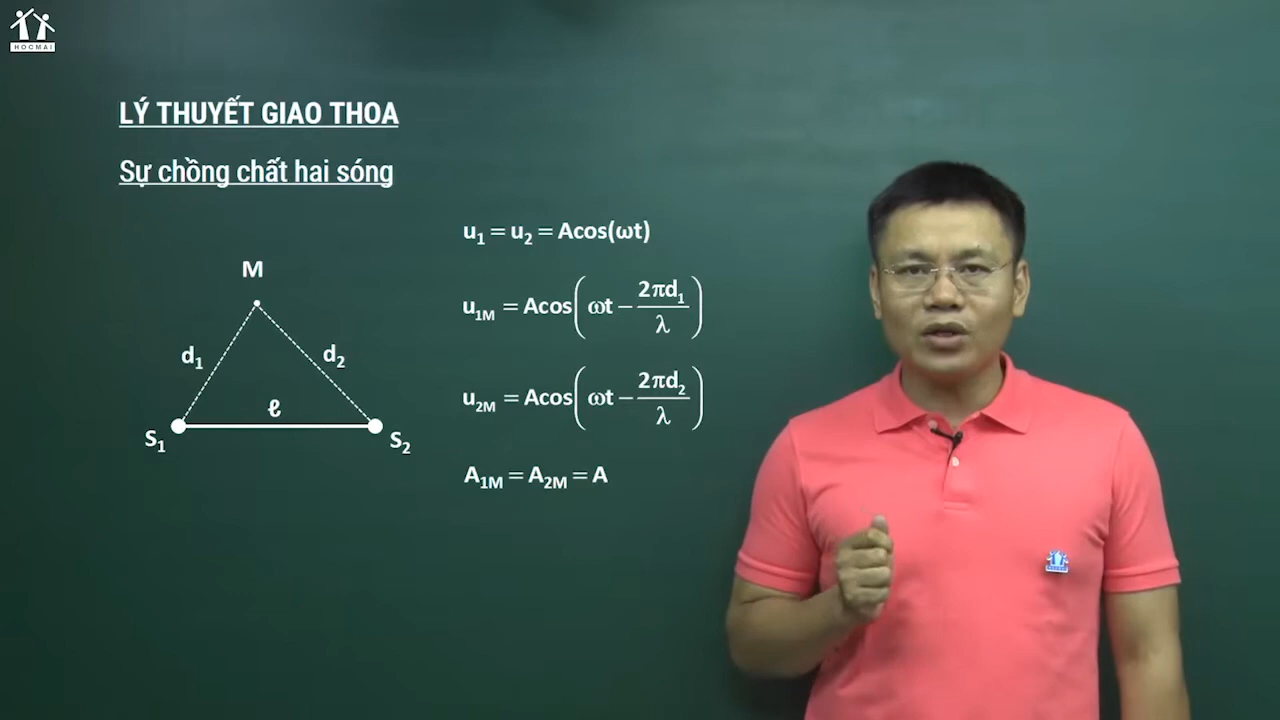 HOCMAI
LÝ THUYẾT GIAO THOA
Sự chồng chất hai sóng
u₁ = u₂ = Acos(ωt)
M
u₁M = Acos(ωt − 2πd₁/λ)
d₁
d₂
u₂M = Acos(ωt − 2πd₂/λ)
ℓ
S₁
S₂
A₁M = A₂M = A